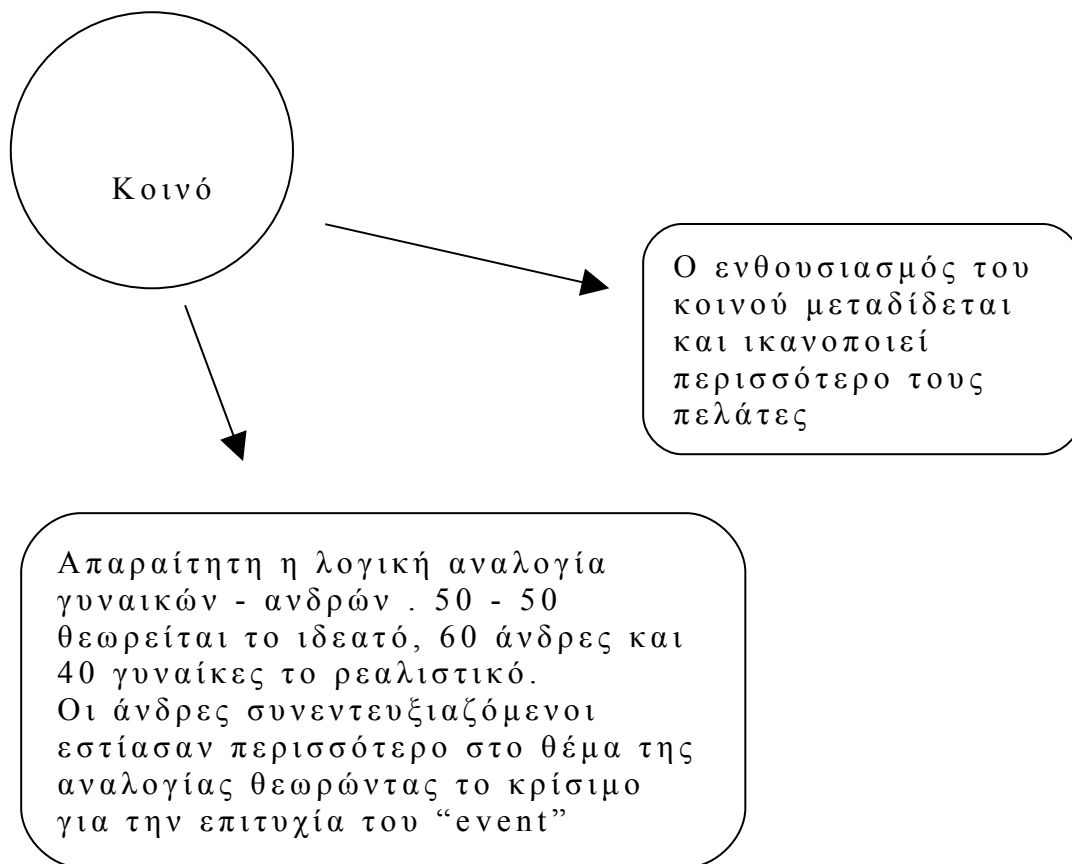 Κοινό
Ο ενθουσιασμός του
κοινού μεταδίδεται
και ικανοποιεί
περισσότερο τους
πελάτες
Απαραίτητη η λογική αναλογία
γυναικών - ανδρών . 50 - 50
θεωρείται το ιδεατό, 60 άνδρες και
40 γυναίκες το ρεαλιστικό.
Οι άνδρες συνεντευξιαζόμενοι
εστίασαν περισσότερο στο θέμα της
αναλογίας θεωρώντας το κρίσιμο
για την επιτυχία του “event”